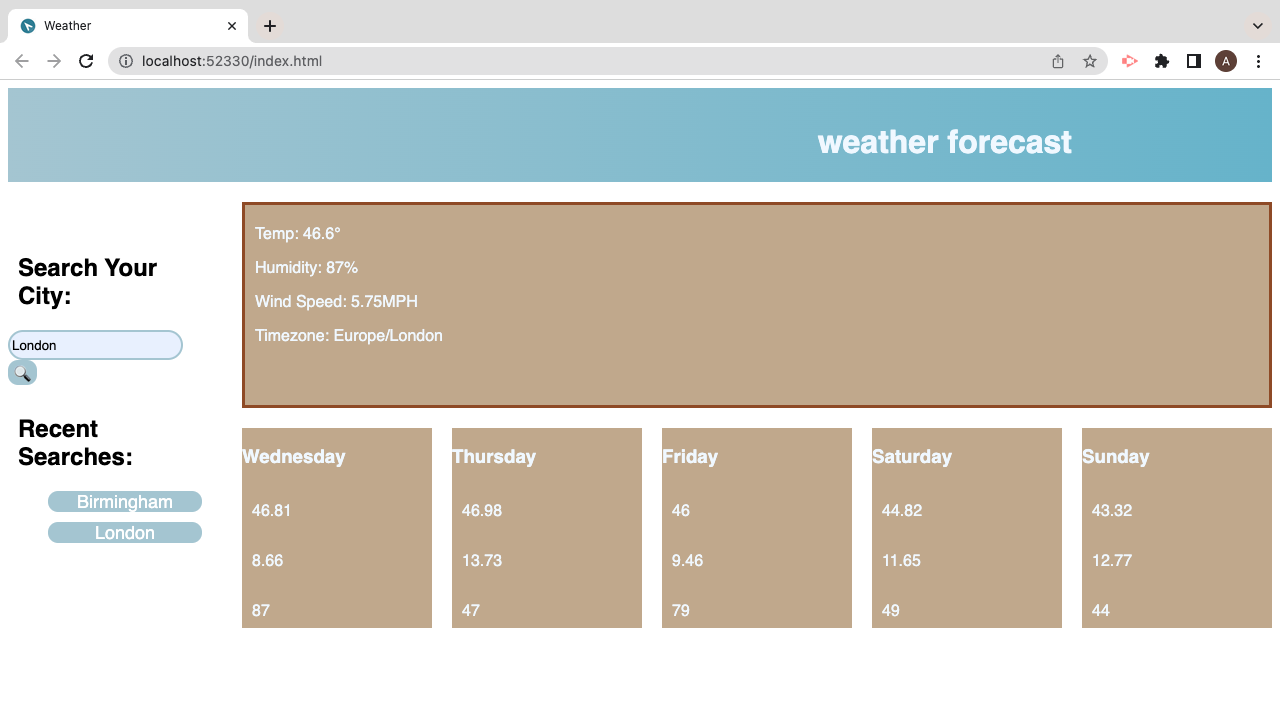 Weather
localhost:52330/index.html
A
weather forecast
Search Your
City:
London
Recent
Searches:
Birmingham
London
Temp: 46.6°
Humidity: 87%
Wind Speed: 5.75MPH
Timezone: Europe/London
Wednesday
46.81
8.66
87
Thursday
46.98
13.73
47
Friday
46
9.46
79
Saturday
44.82
11.65
49
Sunday
43.32
12.77
44